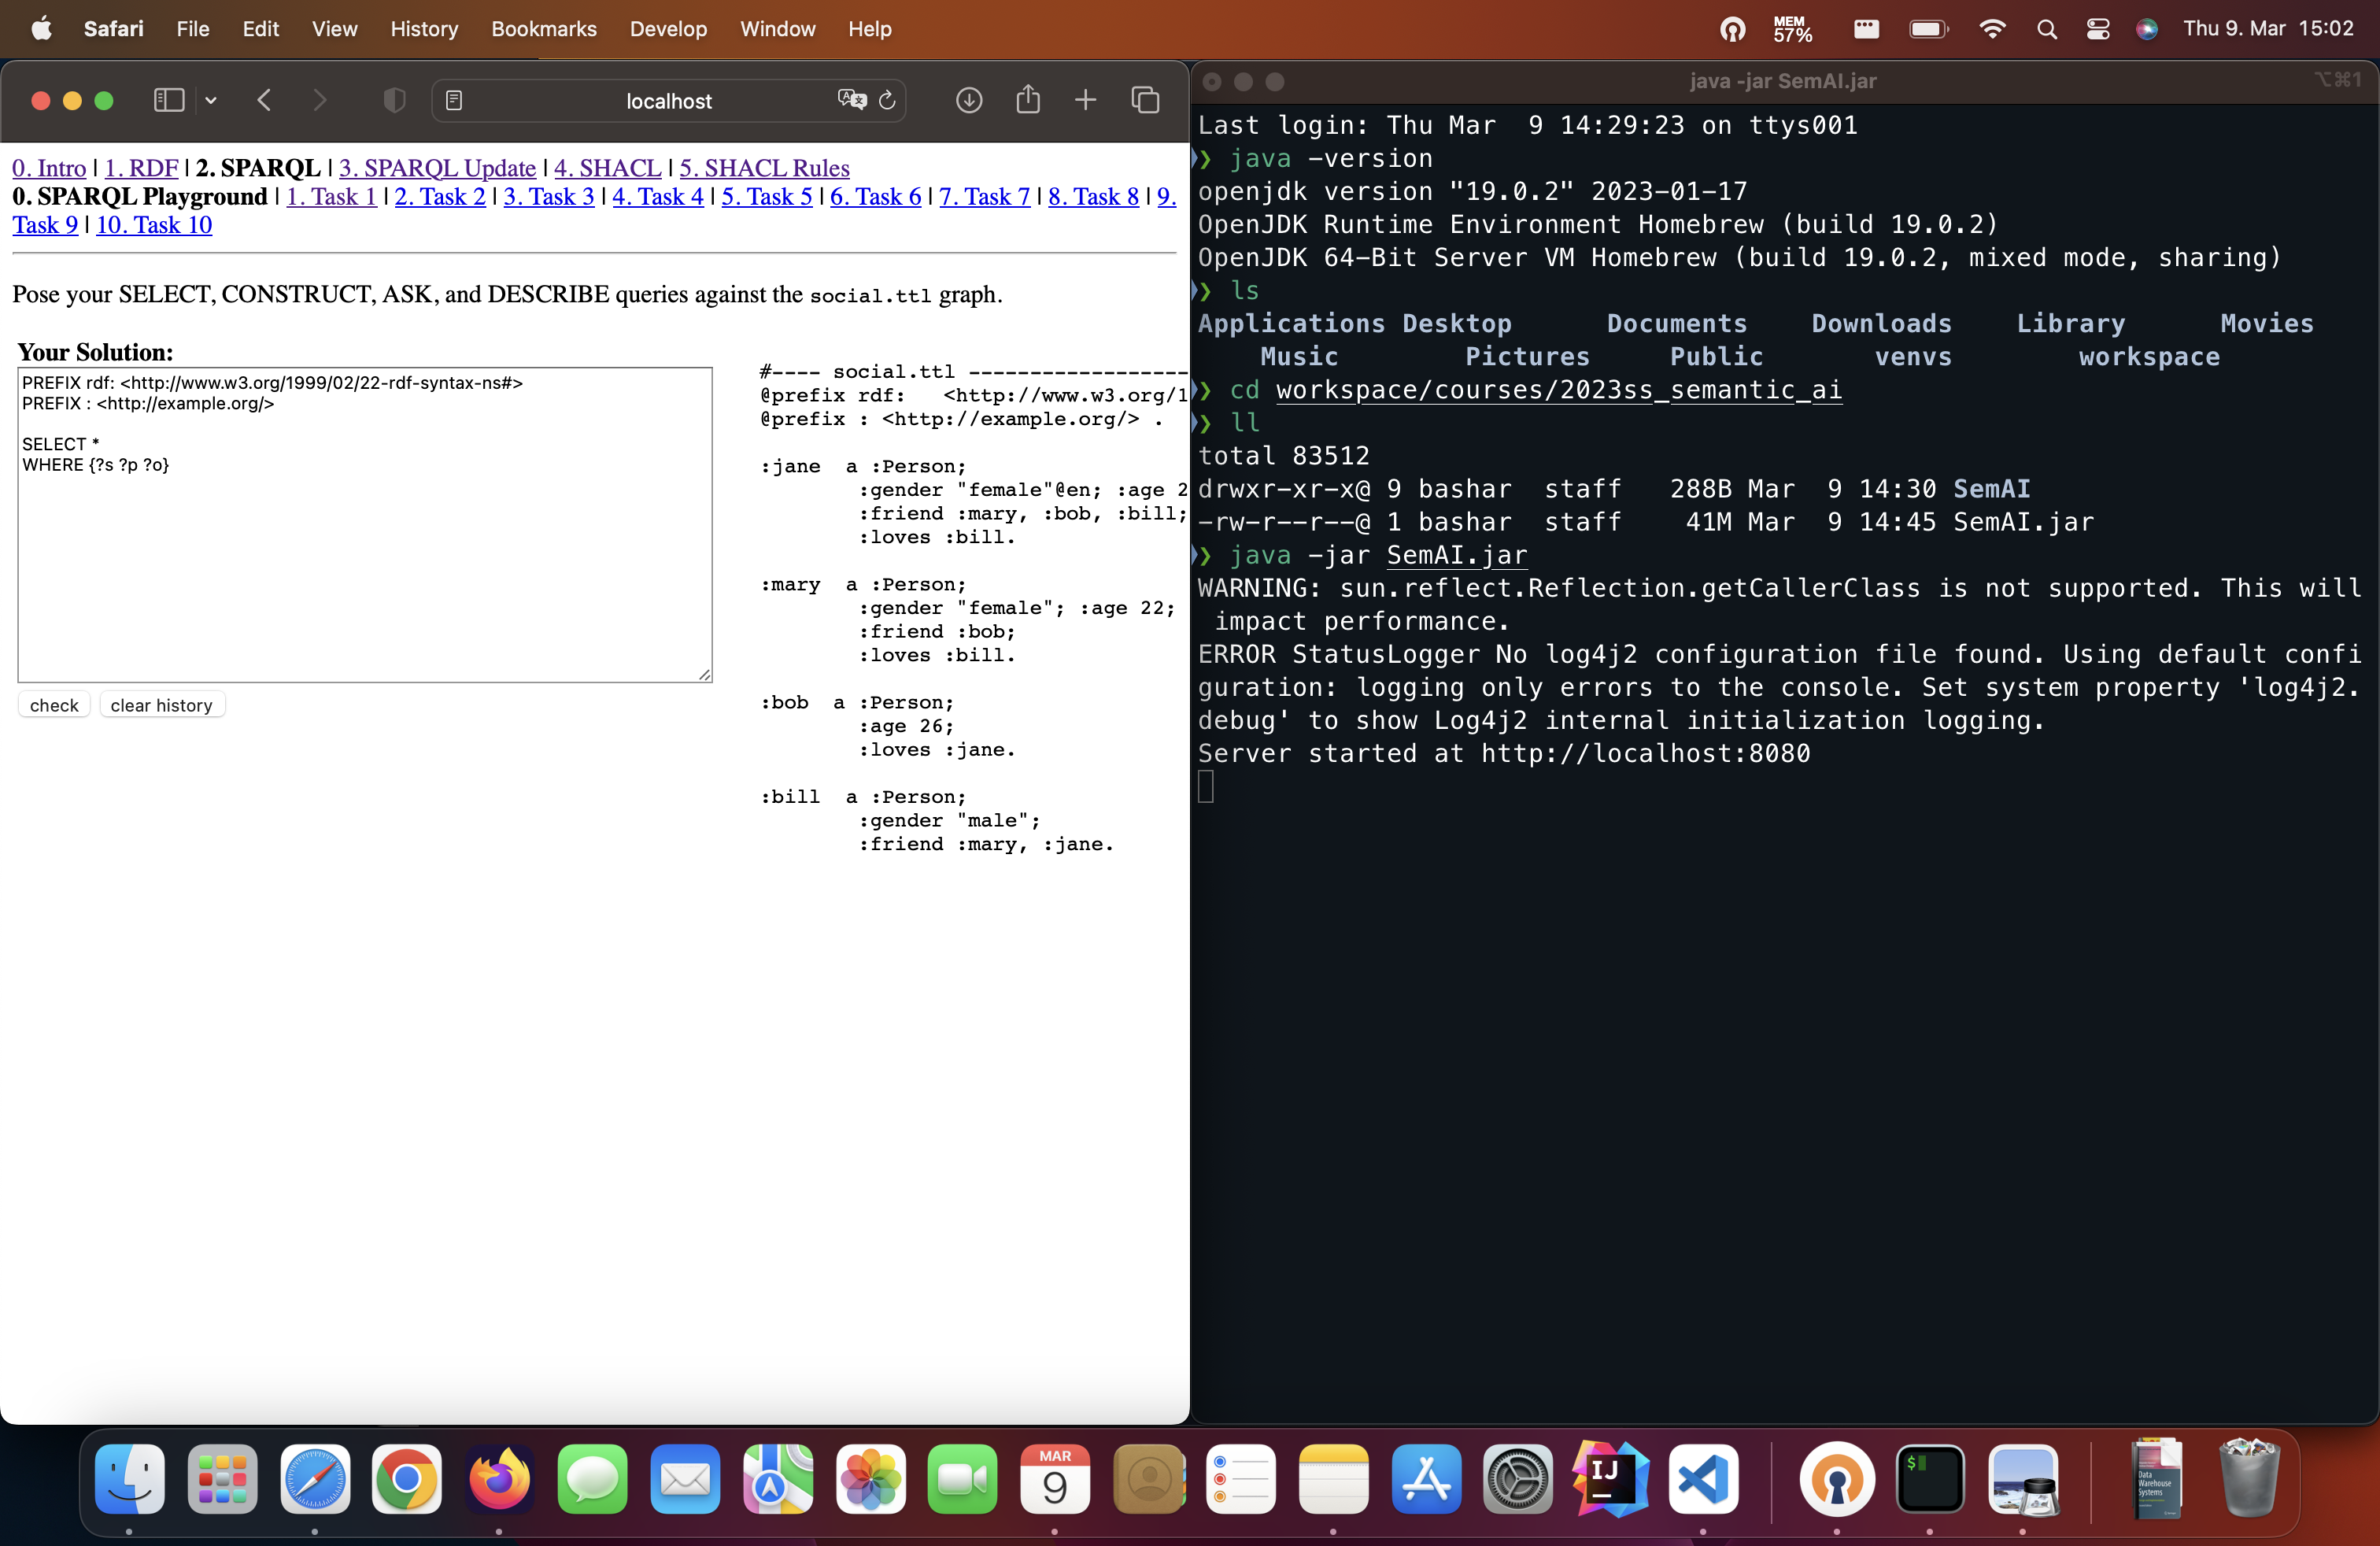 Safari File Edit View History Bookmarks Develop Window Help MEM 57% Thu 9. Mar 15:02
localhost
0. Intro | 1. RDF | 2. SPARQL | 3. SPARQL Update | 4. SHACL | 5. SHACL Rules
0. SPARQL Playground | 1. Task 1 | 2. Task 2 | 3. Task 3 | 4. Task 4 | 5. Task 5 | 6. Task 6 | 7. Task 7 | 8. Task 8 | 9.
Task 9 | 10. Task 10
Pose your SELECT, CONSTRUCT, ASK, and DESCRIBE queries against the social.ttl graph.
Your Solution:
PREFIX rdf: <http://www.w3.org/1999/02/22-rdf-syntax-ns#>
PREFIX : <http://example.org/>
SELECT *
WHERE {?s ?p ?o}
check clear history
#---- social.ttl -----------------
@prefix rdf: <http://www.w3.org/1
@prefix : <http://example.org/> .
:jane a :Person;
:gender "female"@en; :age 2
:friend :mary, :bob, :bill;
:loves :bill.
:mary a :Person;
:gender "female"; :age 22;
:friend :bob;
:loves :bill.
:bob a :Person;
:age 26;
:loves :jane.
:bill a :Person;
:gender "male";
:friend :mary, :jane.
java -jar SemAI.jar ⌥⌘1
Last login: Thu Mar  9 14:29:23 on ttys001
❯ java -version
openjdk version "19.0.2" 2023-01-17
OpenJDK Runtime Environment Homebrew (build 19.0.2)
OpenJDK 64-Bit Server VM Homebrew (build 19.0.2, mixed mode, sharing)
❯ ls
Applications Desktop Documents Downloads Library Movies
Music Pictures Public venvs workspace
❯ cd workspace/courses/2023ss_semantic_ai
❯ ll
total 83512
drwxr-xr-x@ 9 bashar staff 288B Mar 9 14:30 SemAI
-rw-r--r--@ 1 bashar staff 41M Mar 9 14:45 SemAI.jar
❯ java -jar SemAI.jar
WARNING: sun.reflect.Reflection.getCallerClass is not supported. This will
impact performance.
ERROR StatusLogger No log4j2 configuration file found. Using default confi
guration: logging only errors to the console. Set system property 'log4j2.
debug' to show Log4j2 internal initialization logging.
Server started at http://localhost:8080
MAR
9
IJ
$
Data
Warehouse
Systems